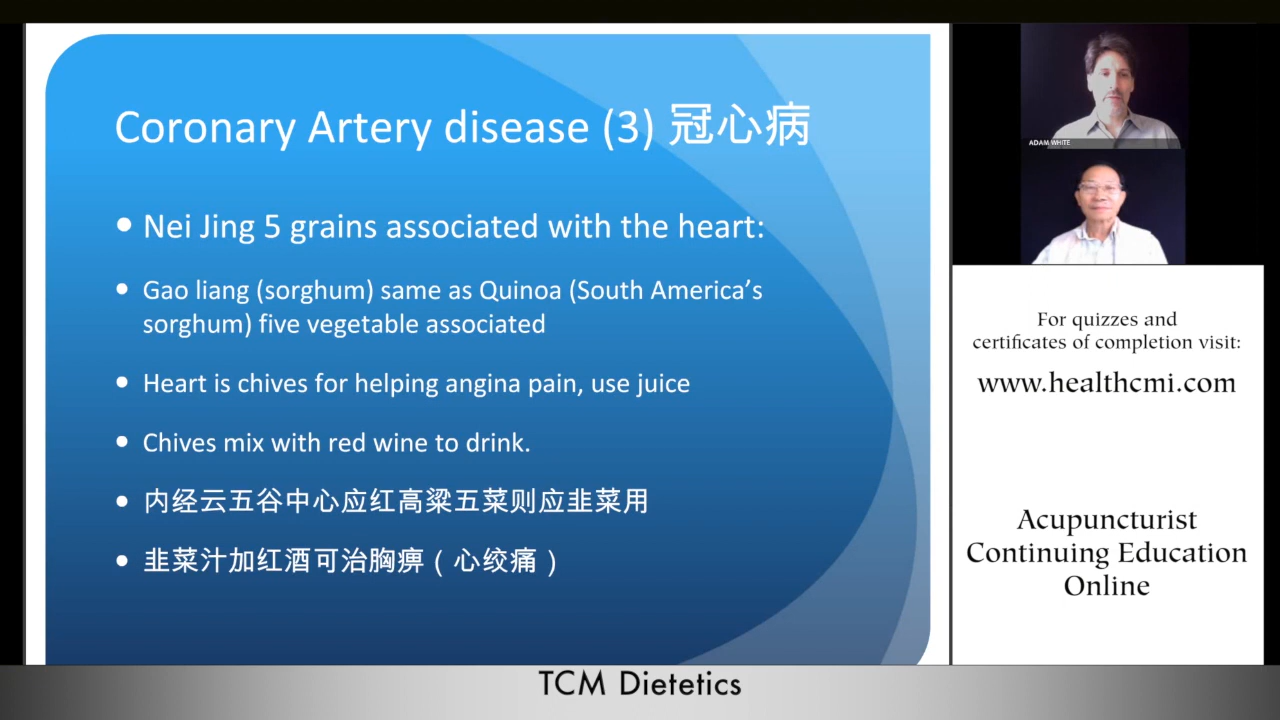 Coronary Artery disease (3) 冠心病
• Nei Jing 5 grains associated with the heart:
• Gao liang (sorghum) same as Quinoa (South America's
sorghum) five vegetable associated
• Heart is chives for helping angina pain, use juice
• Chives mix with red wine to drink.
• 内经云五谷中心应红高粱五菜则应韭菜用
• 韭菜汁加红酒可治胸痹（心绞痛）
ADAM WHITE
For quizzes and
certificates of completion visit:
www.healthcmi.com
Acupuncturist
Continuing Education
Online
TCM Dietetics